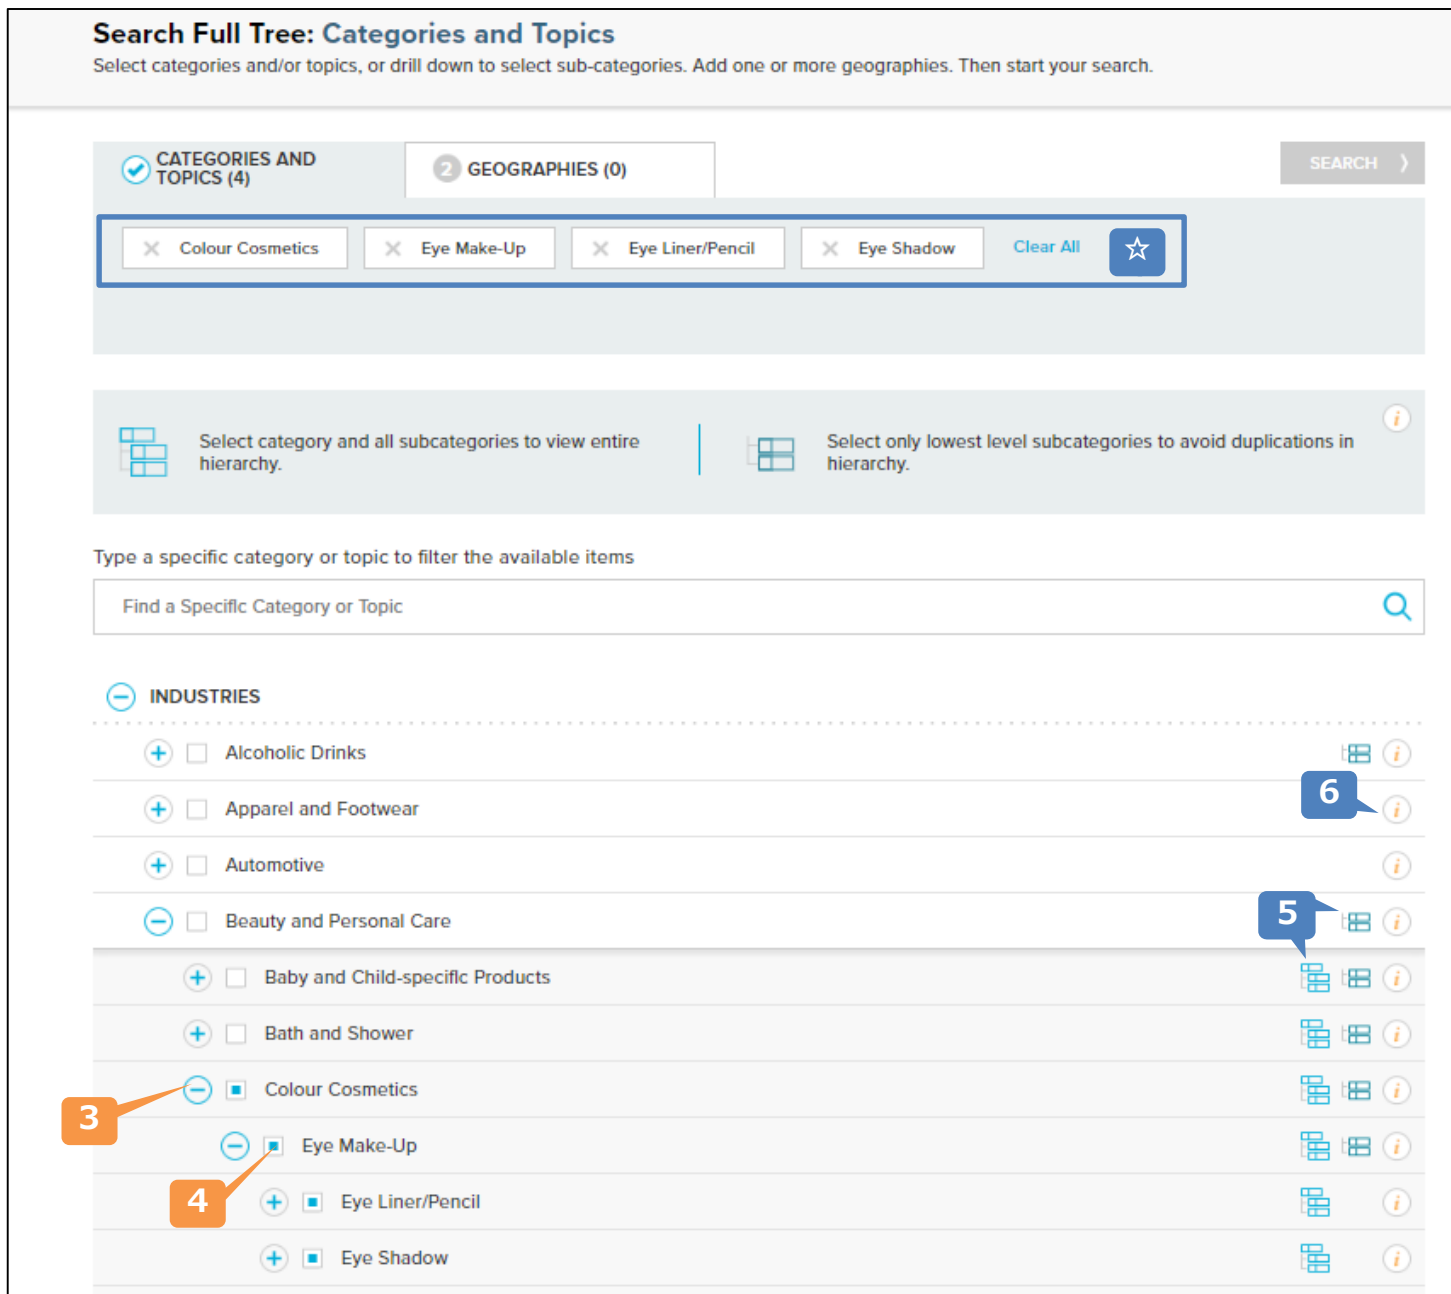 Search Full Tree: Categories and Topics
Select categories and/or topics, or drill down to select sub-categories. Add one or more geographies. Then start your search.
CATEGORIES AND
TOPICS (4)
2 GEOGRAPHIES (0)
SEARCH
Colour Cosmetics
Eye Make-Up
Eye Liner/Pencil
Eye Shadow
Clear All
Select category and all subcategories to view entire
hierarchy.
Select only lowest level subcategories to avoid duplications in
hierarchy.
i
Type a specific category or topic to filter the available items
Find a Specific Category or Topic
INDUSTRIES
Alcoholic Drinks
i
Apparel and Footwear
6
i
Automotive
i
Beauty and Personal Care
5
i
Baby and Child-specific Products
i
Bath and Shower
i
3
Colour Cosmetics
i
Eye Make-Up
i
4
Eye Liner/Pencil
i
Eye Shadow
i